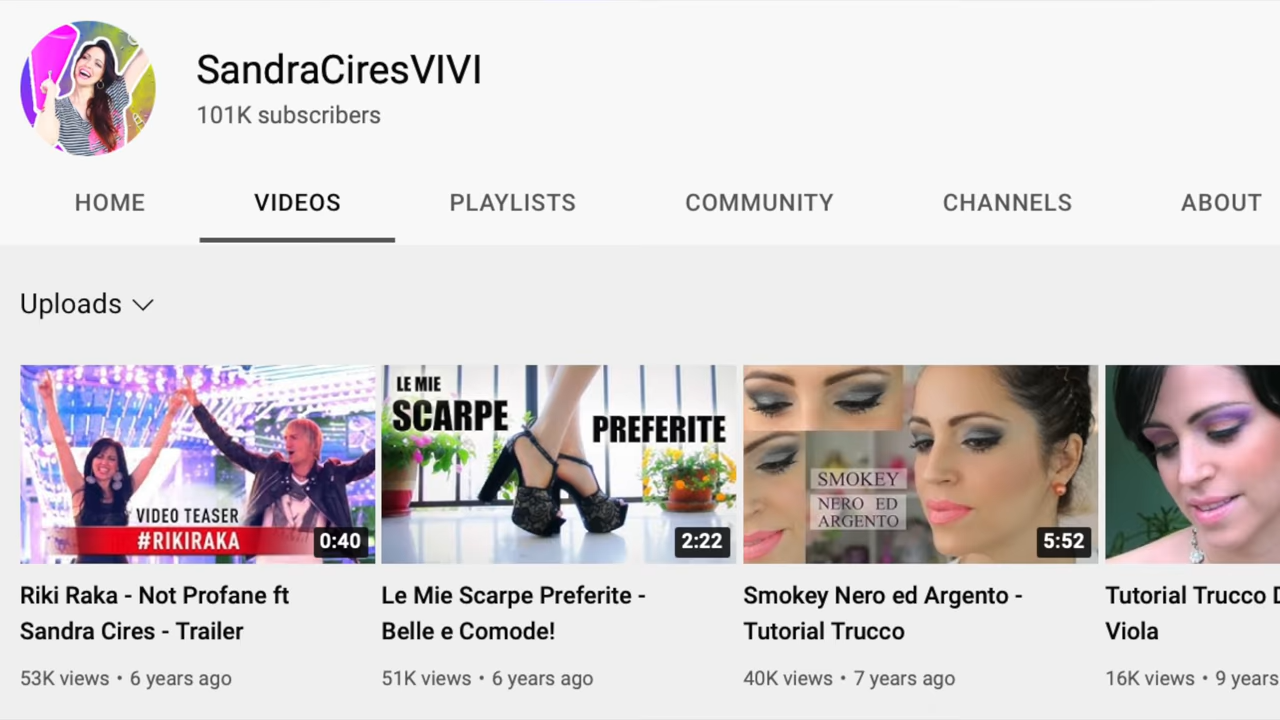 SandraCiresVIVI
101K subscribers
HOME VIDEOS PLAYLISTS COMMUNITY CHANNELS ABOUT
Uploads
VIDEO TEASER
#RIKIRAKA
0:40
LE MIE
SCARPE
PREFERITE
2:22
SMOKEY
NERO ED
ARGENTO
5:52
Riki Raka - Not Profane ft
Sandra Cires - Trailer
53K views • 6 years ago
Le Mie Scarpe Preferite -
Belle e Comode!
51K views • 6 years ago
Smokey Nero ed Argento -
Tutorial Trucco
40K views • 7 years ago
Tutorial Trucco
Viola
16K views • 9 years